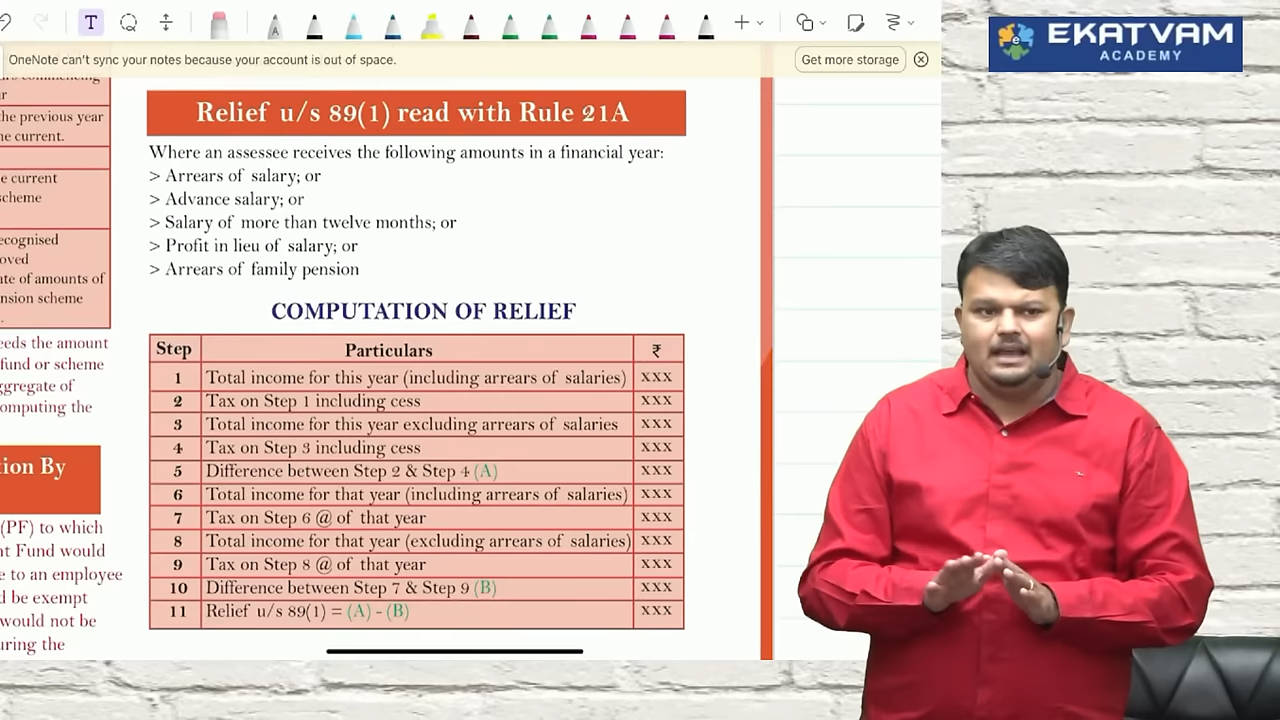 T
A
EKATVAM
ACADEMY
OneNote can't sync your notes because your account is out of space.
Get more storage
r
the previous year
ne current.
e current
scheme
ecognised
oved
ate of amounts of
nsion scheme
.
eeds the amount
fund or scheme
ggregate of
omputing the
tion By
(PF) to which
nt Fund would
e to an employee
d be exempt
would not be
uring the
Relief u/s 89(1) read with Rule 21A
Where an assessee receives the following amounts in a financial year:
> Arrears of salary; or
> Advance salary; or
> Salary of more than twelve months; or
> Profit in lieu of salary; or
> Arrears of family pension
COMPUTATION OF RELIEF
Step Particulars ₹
1 Total income for this year (including arrears of salaries) xxx
2 Tax on Step 1 including cess xxx
3 Total income for this year excluding arrears of salaries xxx
4 Tax on Step 3 including cess xxx
5 Difference between Step 2 & Step 4 (A) xxx
6 Total income for that year (including arrears of salaries) xxx
7 Tax on Step 6 @ of that year xxx
8 Total income for that year (excluding arrears of salaries) xxx
9 Tax on Step 8 @ of that year xxx
10 Difference between Step 7 & Step 9 (B) xxx
11 Relief u/s 89(1) = (A) - (B) xxx